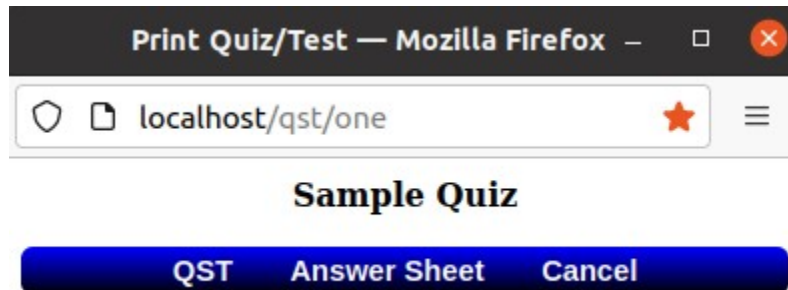 Print Quiz/Test — Mozilla Firefox
localhost/qst/one
Sample Quiz
QST Answer Sheet Cancel